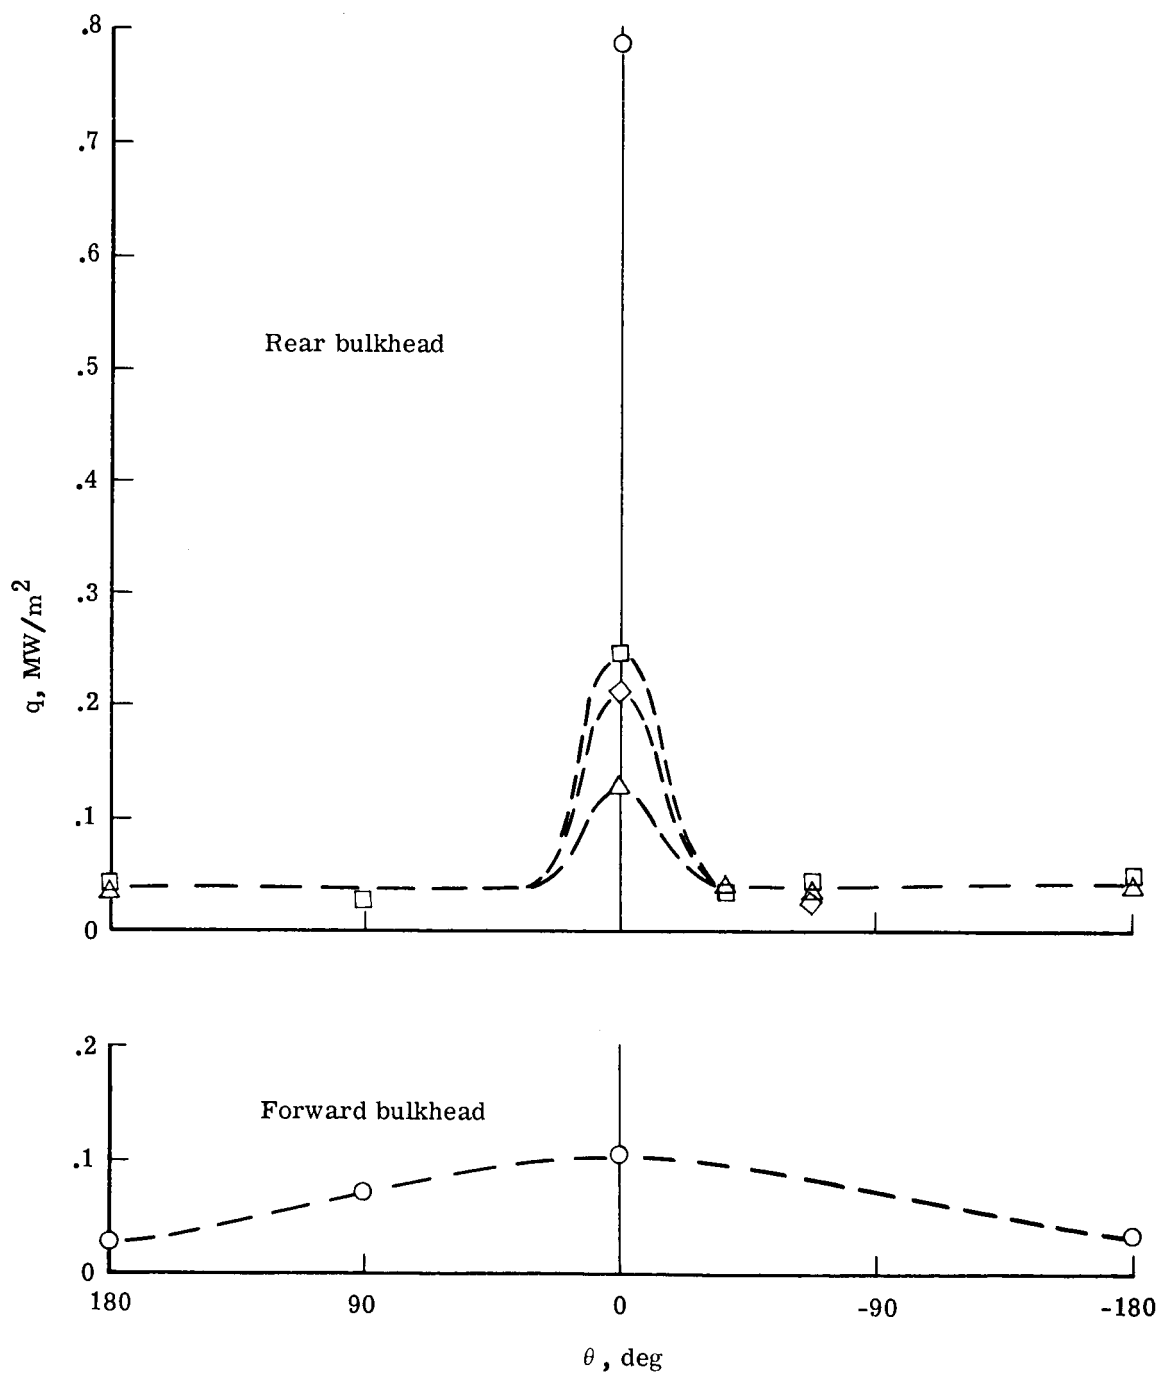 .8
.7
.6
Rear bulkhead
.5
.4
.3
q, MW/m²
.2
.1
0
.2
Forward bulkhead
.1
0
180 90 0 -90 -180
θ, deg